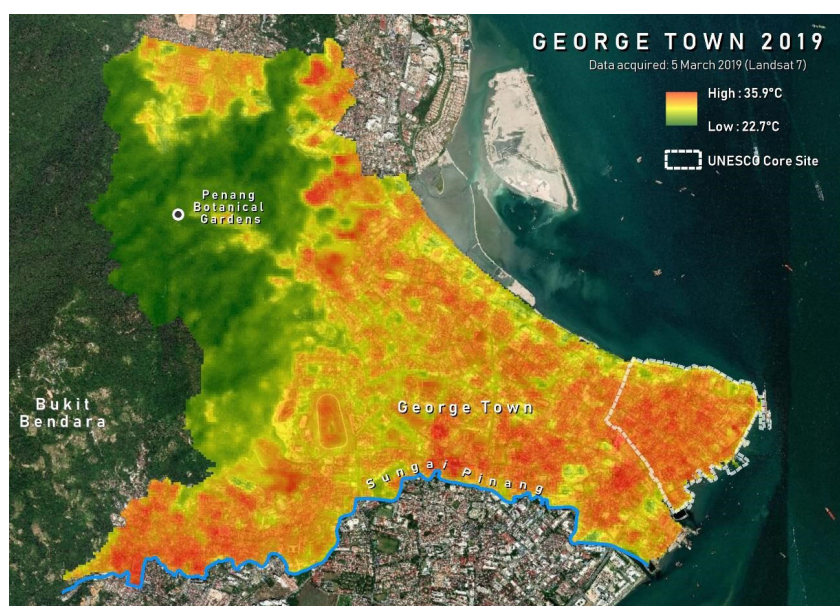 GEORGE TOWN 2019
Data acquired: 5 March 2019 (Landsat 7)
High : 35.9°C
Low : 22.7°C
UNESCO Core Site
Penang
Botanical
Gardens
Bukit
Bendara
George Town
Sungai Pinang